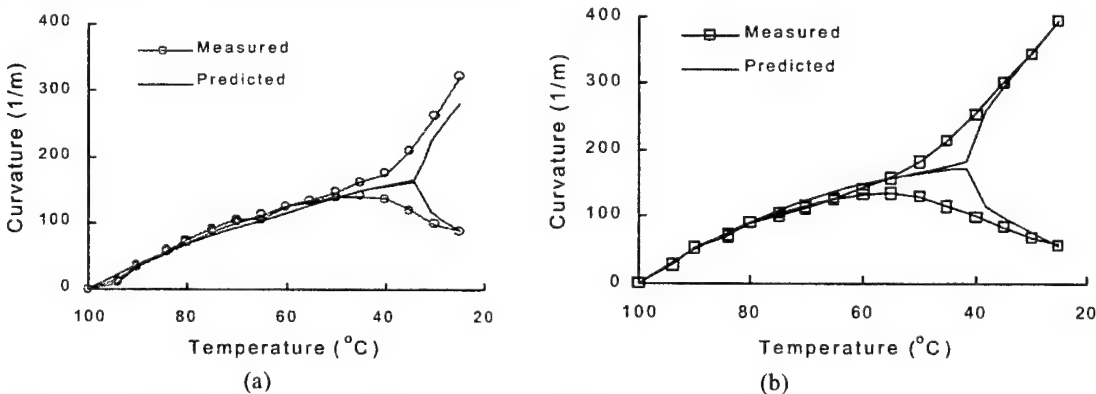 400
300
200
100
0
Curvature (1/m)
Measured
Predicted
100 80 60 40 20
Temperature (°C)
(a)
400
300
200
100
0
Curvature (1/m)
Measured
Predicted
100 80 60 40 20
Temperature (°C)
(b)